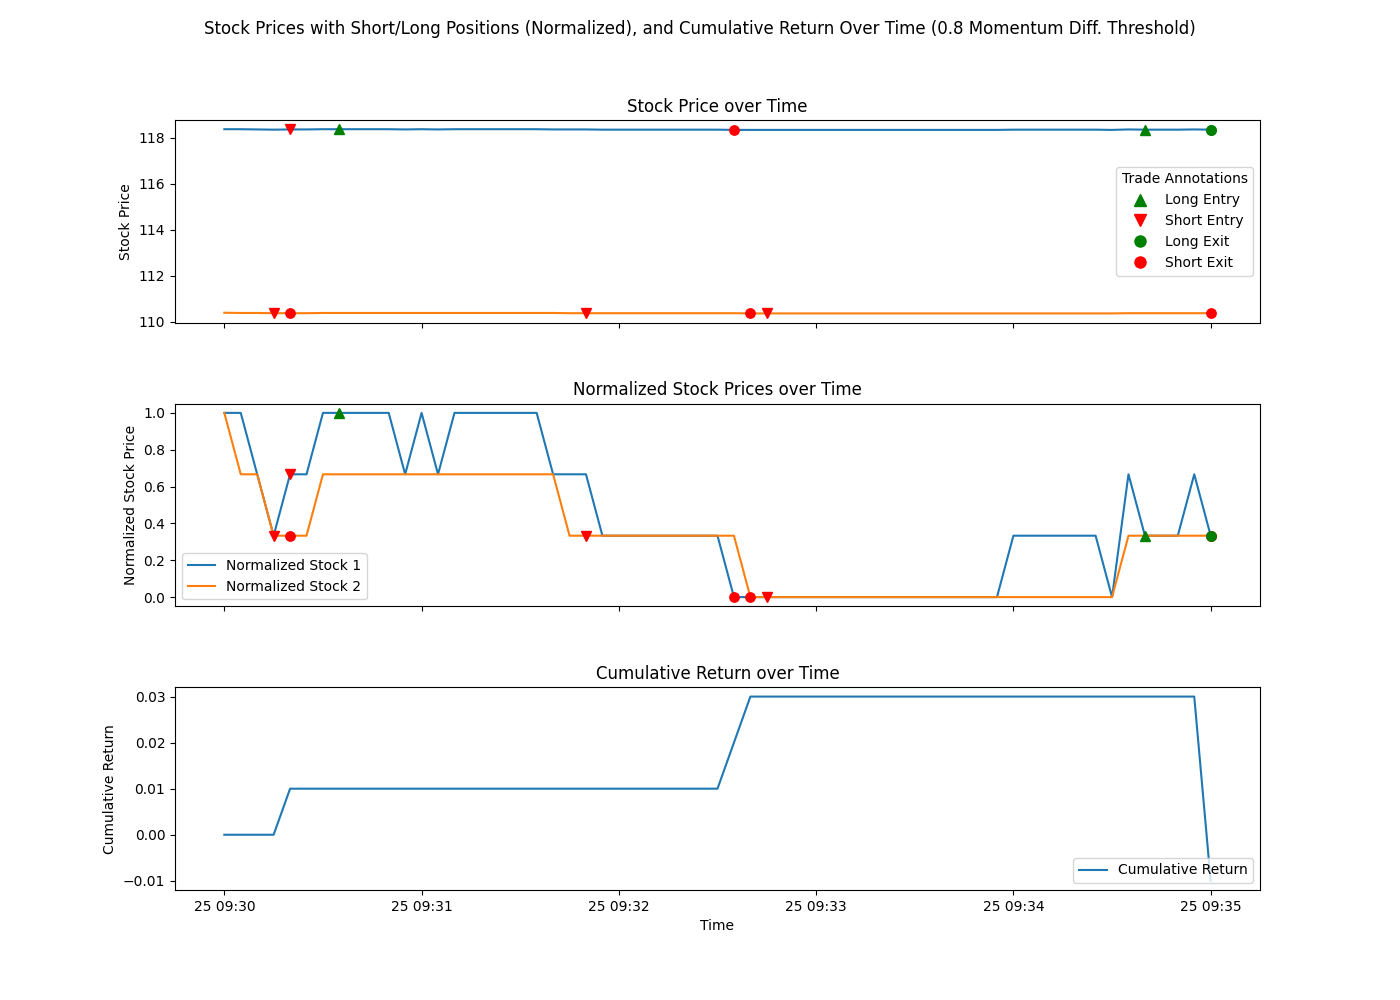 Stock Prices with Short/Long Positions (Normalized), and Cumulative Return Over Time (0.8 Momentum Diff. Threshold)
Stock Price over Time
Stock Price
118
116
114
112
110
Trade Annotations
Long Entry
Short Entry
Long Exit
Short Exit
Normalized Stock Prices over Time
Normalized Stock Price
1.0
0.8
0.6
0.4
0.2
0.0
Normalized Stock 1
Normalized Stock 2
Cumulative Return over Time
Cumulative Return
0.03
0.02
0.01
0.00
−0.01
Cumulative Return
25 09:30
25 09:31
25 09:32
25 09:33
25 09:34
25 09:35
Time